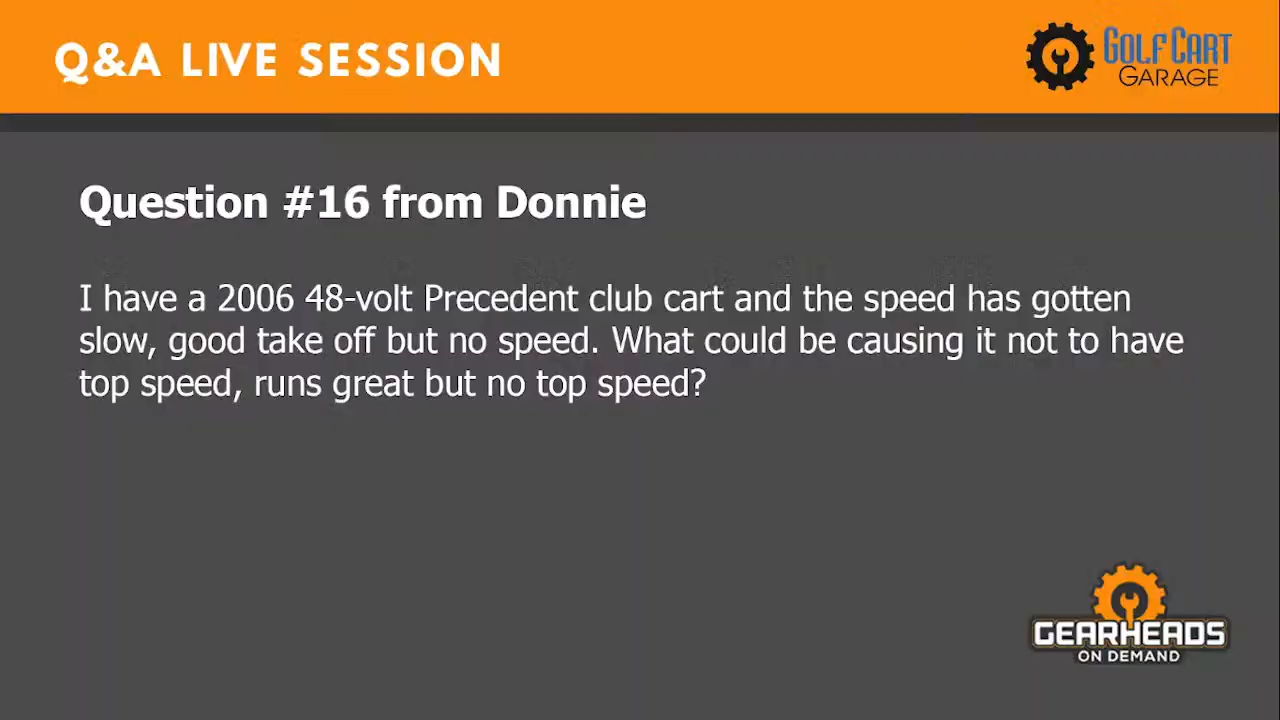 Q&A LIVE SESSION
GOLF CART
GARAGE
Question #16 from Donnie
I have a 2006 48-volt Precedent club cart and the speed has gotten
slow, good take off but no speed. What could be causing it not to have
top speed, runs great but no top speed?
GEARHEADS
ON DEMAND